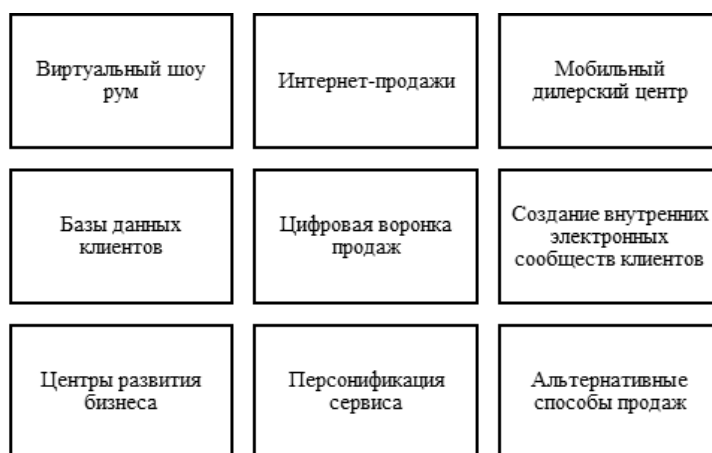 Виртуальный шоу
рум
Интернет-продажи
Мобильный
дилерский центр
Базы данных
клиентов
Цифровая воронка
продаж
Создание внутренних
электронных
сообществ клиентов
Центры развития
бизнеса
Персонификация
сервиса
Альтернативные
способы продаж